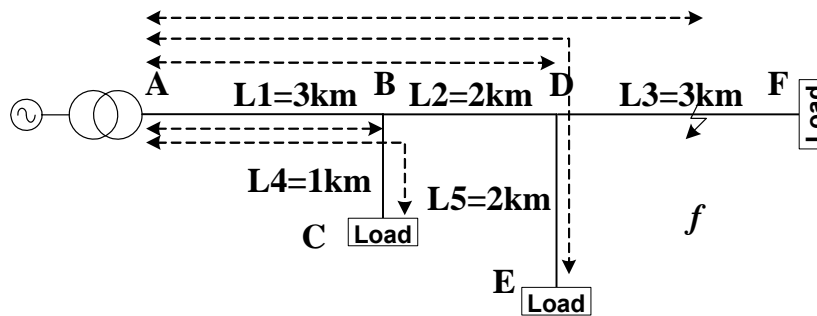 A B D F
L1=3km L2=2km L3=3km
Load
L4=1km
L5=2km
f
C Load
E Load